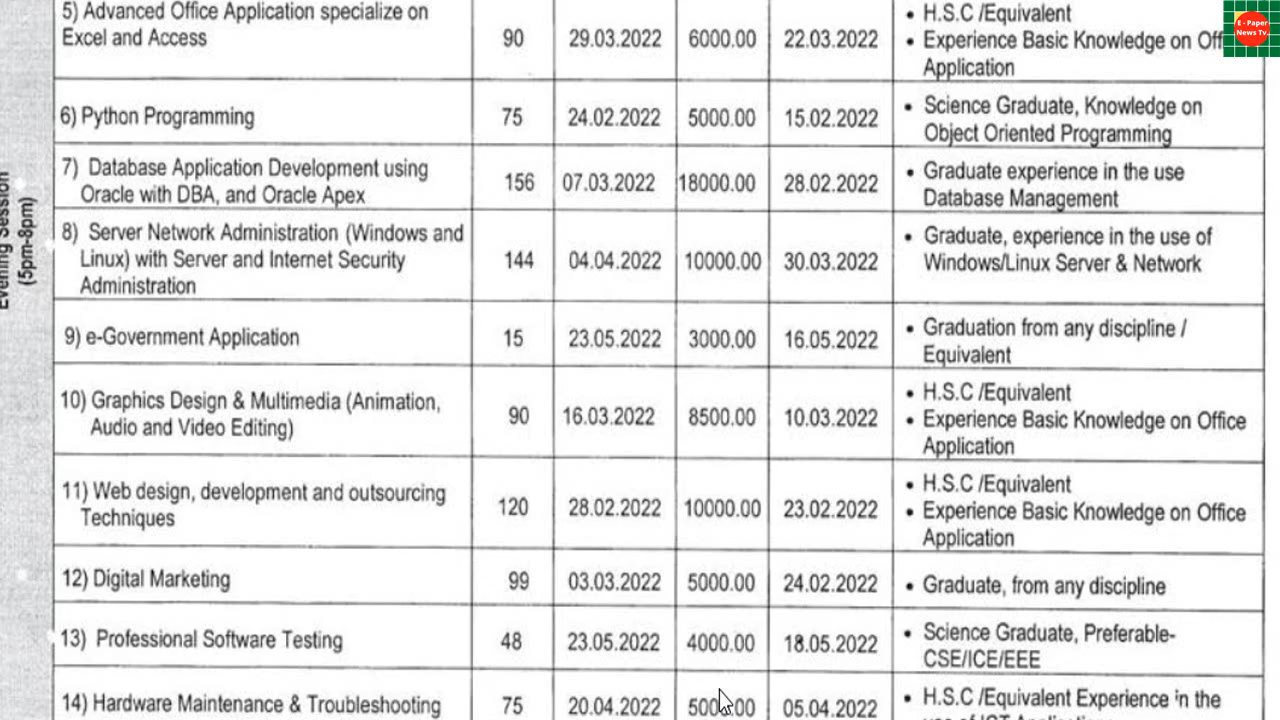 5) Advanced Office Application specialize on
Excel and Access
90
29.03.2022
6000.00
22.03.2022
• H.S.C /Equivalent
• Experience Basic Knowledge on
Application
E - Paper
News Tv.
6) Python Programming
75
24.02.2022
5000.00
15.02.2022
• Science Graduate, Knowledge on
Object Oriented Programming
7) Database Application Development using
Oracle with DBA, and Oracle Apex
156
07.03.2022
18000.00
28.02.2022
• Graduate experience in the use
Database Management
Evening Session
(5pm-8pm)
8) Server Network Administration (Windows and
Linux) with Server and Internet Security
Administration
144
04.04.2022
10000.00
30.03.2022
• Graduate, experience in the use of
Windows/Linux Server & Network
9) e-Government Application
15
23.05.2022
3000.00
16.05.2022
• Graduation from any discipline /
Equivalent
10) Graphics Design & Multimedia (Animation,
Audio and Video Editing)
90
16.03.2022
8500.00
10.03.2022
• H.S.C /Equivalent
• Experience Basic Knowledge on Office
Application
11) Web design, development and outsourcing
Techniques
120
28.02.2022
10000.00
23.02.2022
• H.S.C /Equivalent
• Experience Basic Knowledge on Office
Application
12) Digital Marketing
99
03.03.2022
5000.00
24.02.2022
• Graduate, from any discipline
13) Professional Software Testing
48
23.05.2022
4000.00
18.05.2022
• Science Graduate, Preferable-
CSE/ICE/EEE
14) Hardware Maintenance & Troubleshooting
75
20.04.2022
5000.00
05.04.2022
• H.S.C /Equivalent Experience in the